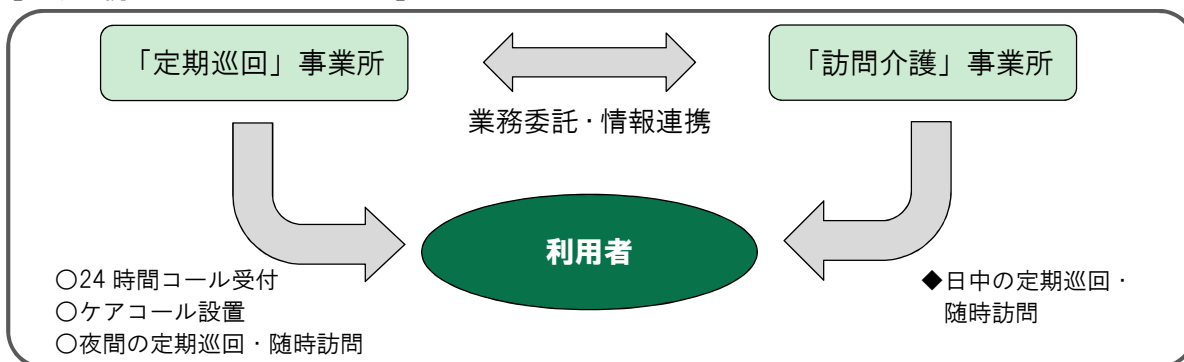 「定期巡回」事業所
「訪問介護」事業所
業務委託・情報連携
利用者
○24 時間コール受付
○ケアコール設置
○夜間の定期巡回・随時訪問
◆日中の定期巡回・
随時訪問